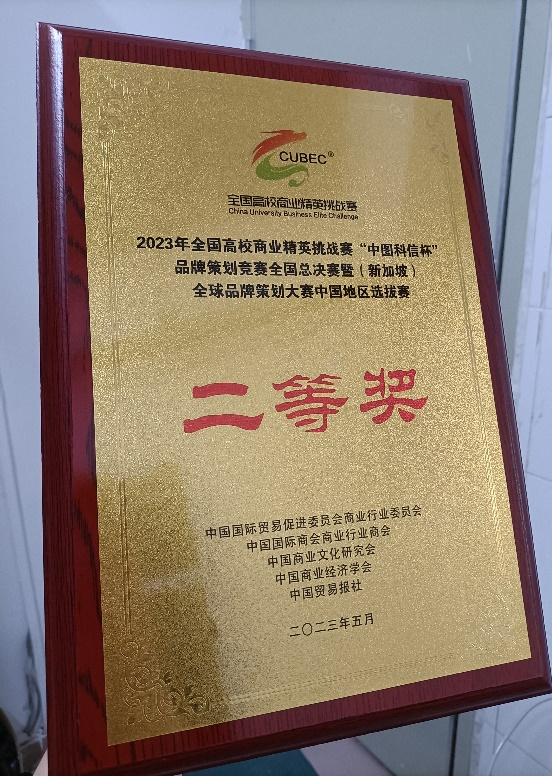 CUBEC®
全国高校商业精英挑战赛
China University Business Elite Challenge
2023年全国高校商业精英挑战赛“中图科信杯”
品牌策划竞赛全国总决赛暨(新加坡)
全球品牌策划大赛中国地区选拔赛
二等奖
中国国际贸易促进委员会商业行业委员会
中国国际商会商业行业商会
中国商业文化研究会
中国商业经济学会
中国贸易报社
二〇二三年五月